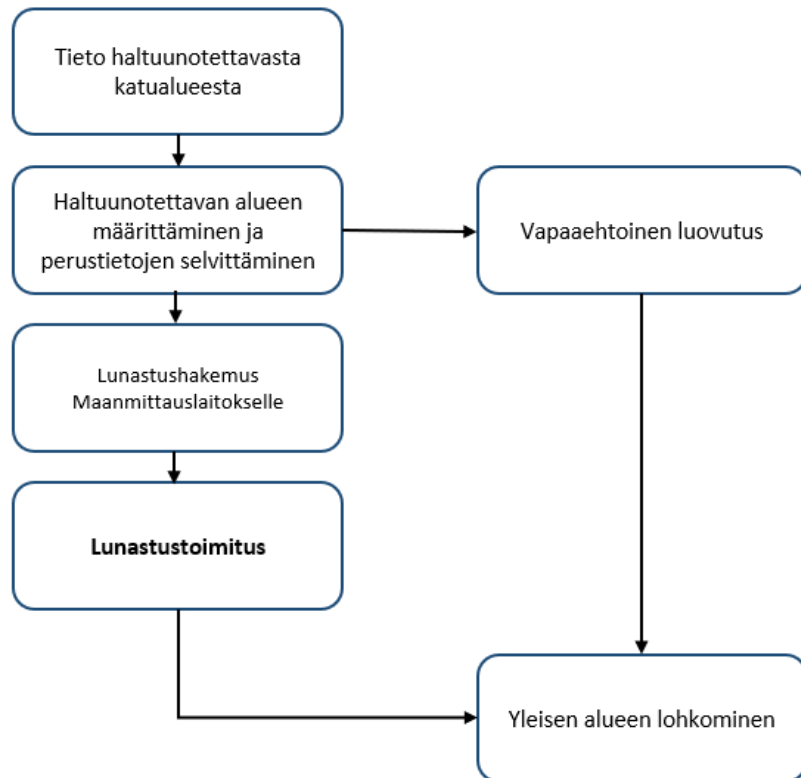 Tieto haltuunotettavasta
katualueesta
Haltuunotettavan alueen
määrittäminen ja
perustietojen selvittäminen
Vapaaehtoinen luovutus
Lunastushakemus
Maanmittauslaitokselle
Lunastustoimitus
Yleisen alueen lohkominen